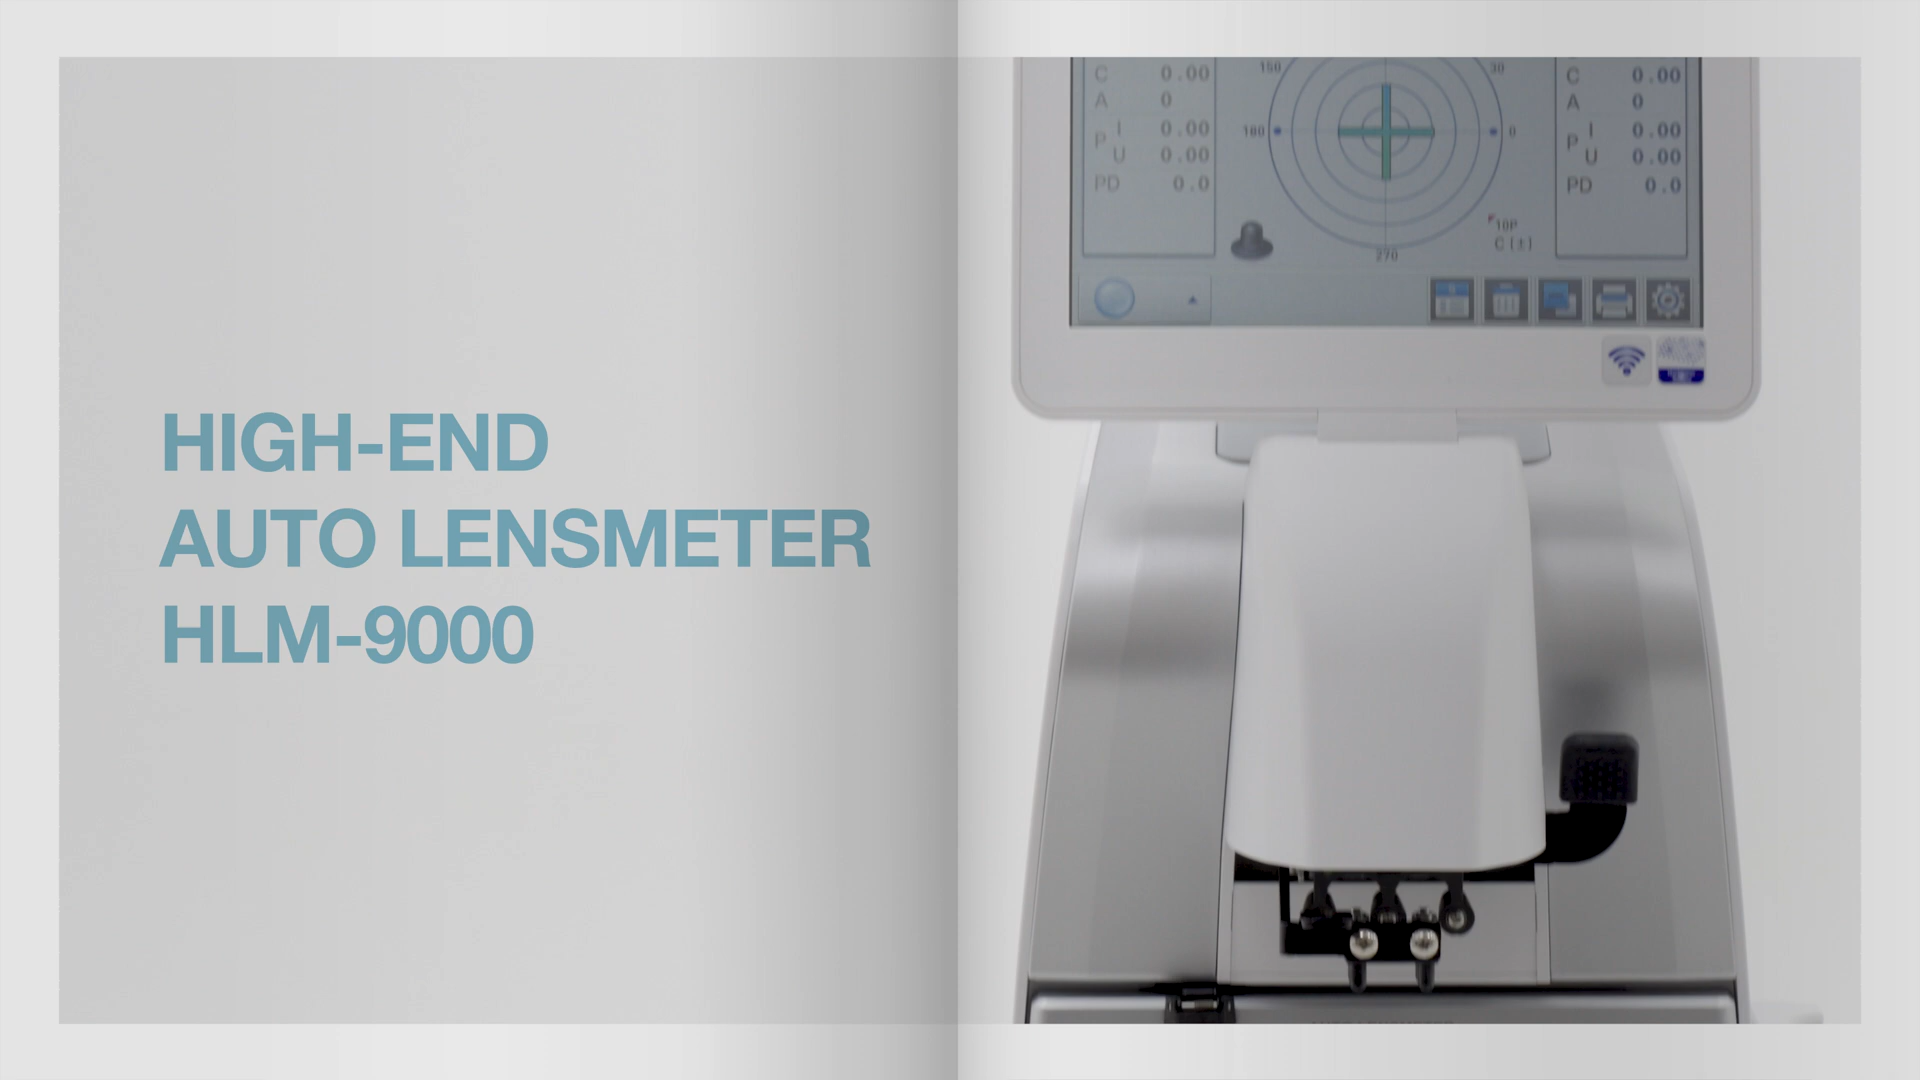 HIGH-END
AUTO LENSMETER
HLM-9000
C 0.00
A 0
P I 0.00
U 0.00
PD 0.0
150
30
180
0
270
10P
C [±]
C 0.00
A 0
P I 0.00
U 0.00
PD 0.0